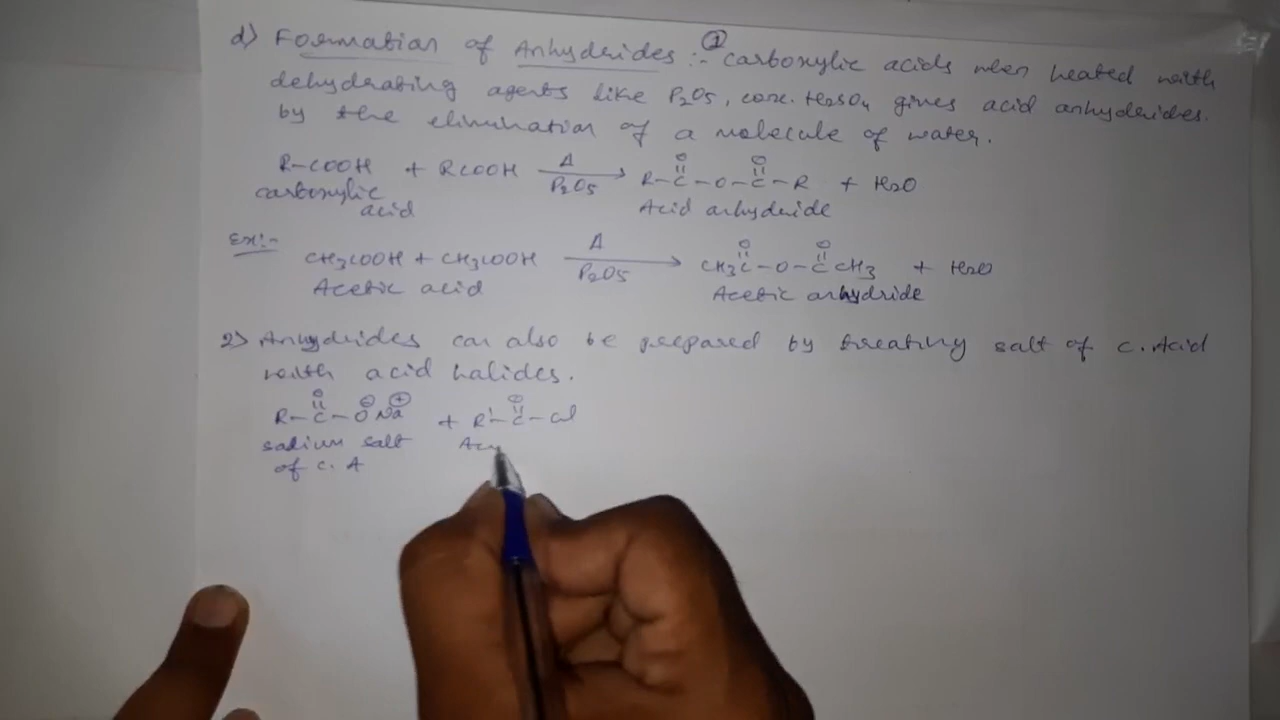 d) Formation of Anhydrides :- ① carboxylic acids when heated with
dehydrating agents like P2O5, conc. H2SO4 gives acid anhydrides.
by the elimination of a molecule of water.
O O
R-COOH + RCOOH Δ P2O5 → R-C-O-C-R + H2O
carboxylic acid Acid anhydride
Ex:-
O O
CH3COOH + CH3COOH Δ P2O5 → CH3C-O-C CH3 + H2O
Acetic acid Acetic anhydride
2) Anhydrides can also be prepared by treating salt of C. Acid
with acid halides.
O ⊖ ⊕ O
R-C-O Na + R'-C-Cl
sodium salt
of C. A